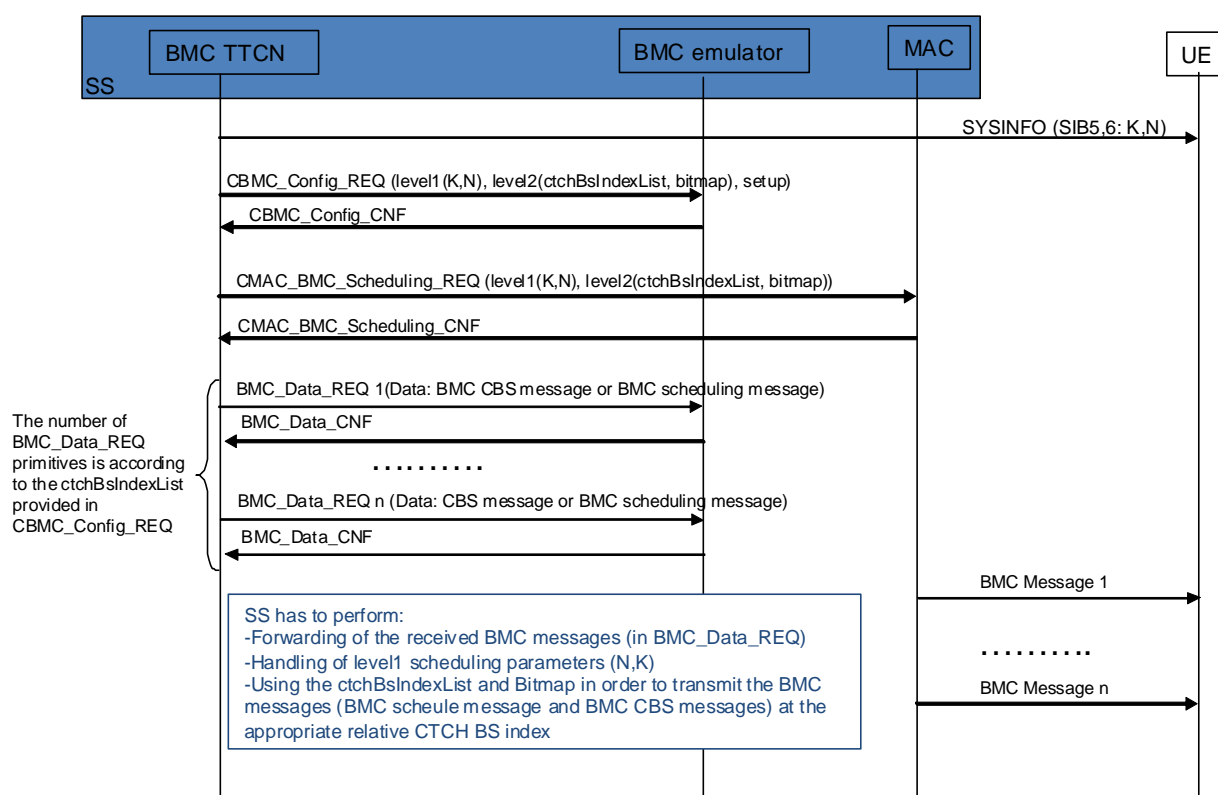 BMC TTCN
BMC emulator
MAC
UE
SS
SYSINFO (SIB5,6: K,N)
CBMC_Config_REQ (level1(K,N), level2(ctchBsIndexList, bitmap), setup)
CBMC_Config_CNF
CMAC_BMC_Scheduling_REQ (level1(K,N), level2(ctchBsIndexList, bitmap))
CMAC_BMC_Scheduling_CNF
BMC_Data_REQ 1(Data: BMC CBS message or BMC scheduling message)
BMC_Data_CNF
..........
BMC_Data_REQ n (Data: CBS message or BMC scheduling message)
BMC_Data_CNF
The number of
BMC_Data_REQ
primitives is according
to the ctchBsIndexList
provided in
CBMC_Config_REQ
BMC Message 1
..........
BMC Message n
SS has to perform:
-Forwarding of the received BMC messages (in BMC_Data_REQ)
-Handling of level1 scheduling parameters (N,K)
-Using the ctchBsIndexList and Bitmap in order to transmit the BMC
messages (BMC scheule message and BMC CBS messages) at the
appropriate relative CTCH BS index